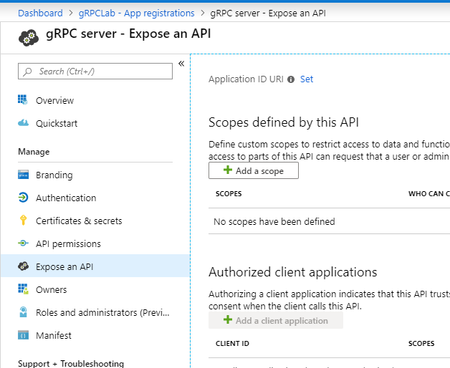 Dashboard > gRPCLab - App registrations > gRPC server - Expose an API
gRPC server - Expose an API
Search (Ctrl+/)
«
Overview
Quickstart
Manage
Branding
Authentication
Certificates & secrets
API permissions
Expose an API
Owners
Roles and administrators (Previ...
Manifest
Support + Troubleshooting
Application ID URI Set
Scopes defined by this API
Define custom scopes to restrict access to data and functio
access to parts of this API can request that a user or admin
+ Add a scope
SCOPES WHO CAN C
No scopes have been defined
Authorized client applications
Authorizing a client application indicates that this API trusts
consent when the client calls this API.
+ Add a client application
CLIENT ID SCOPES